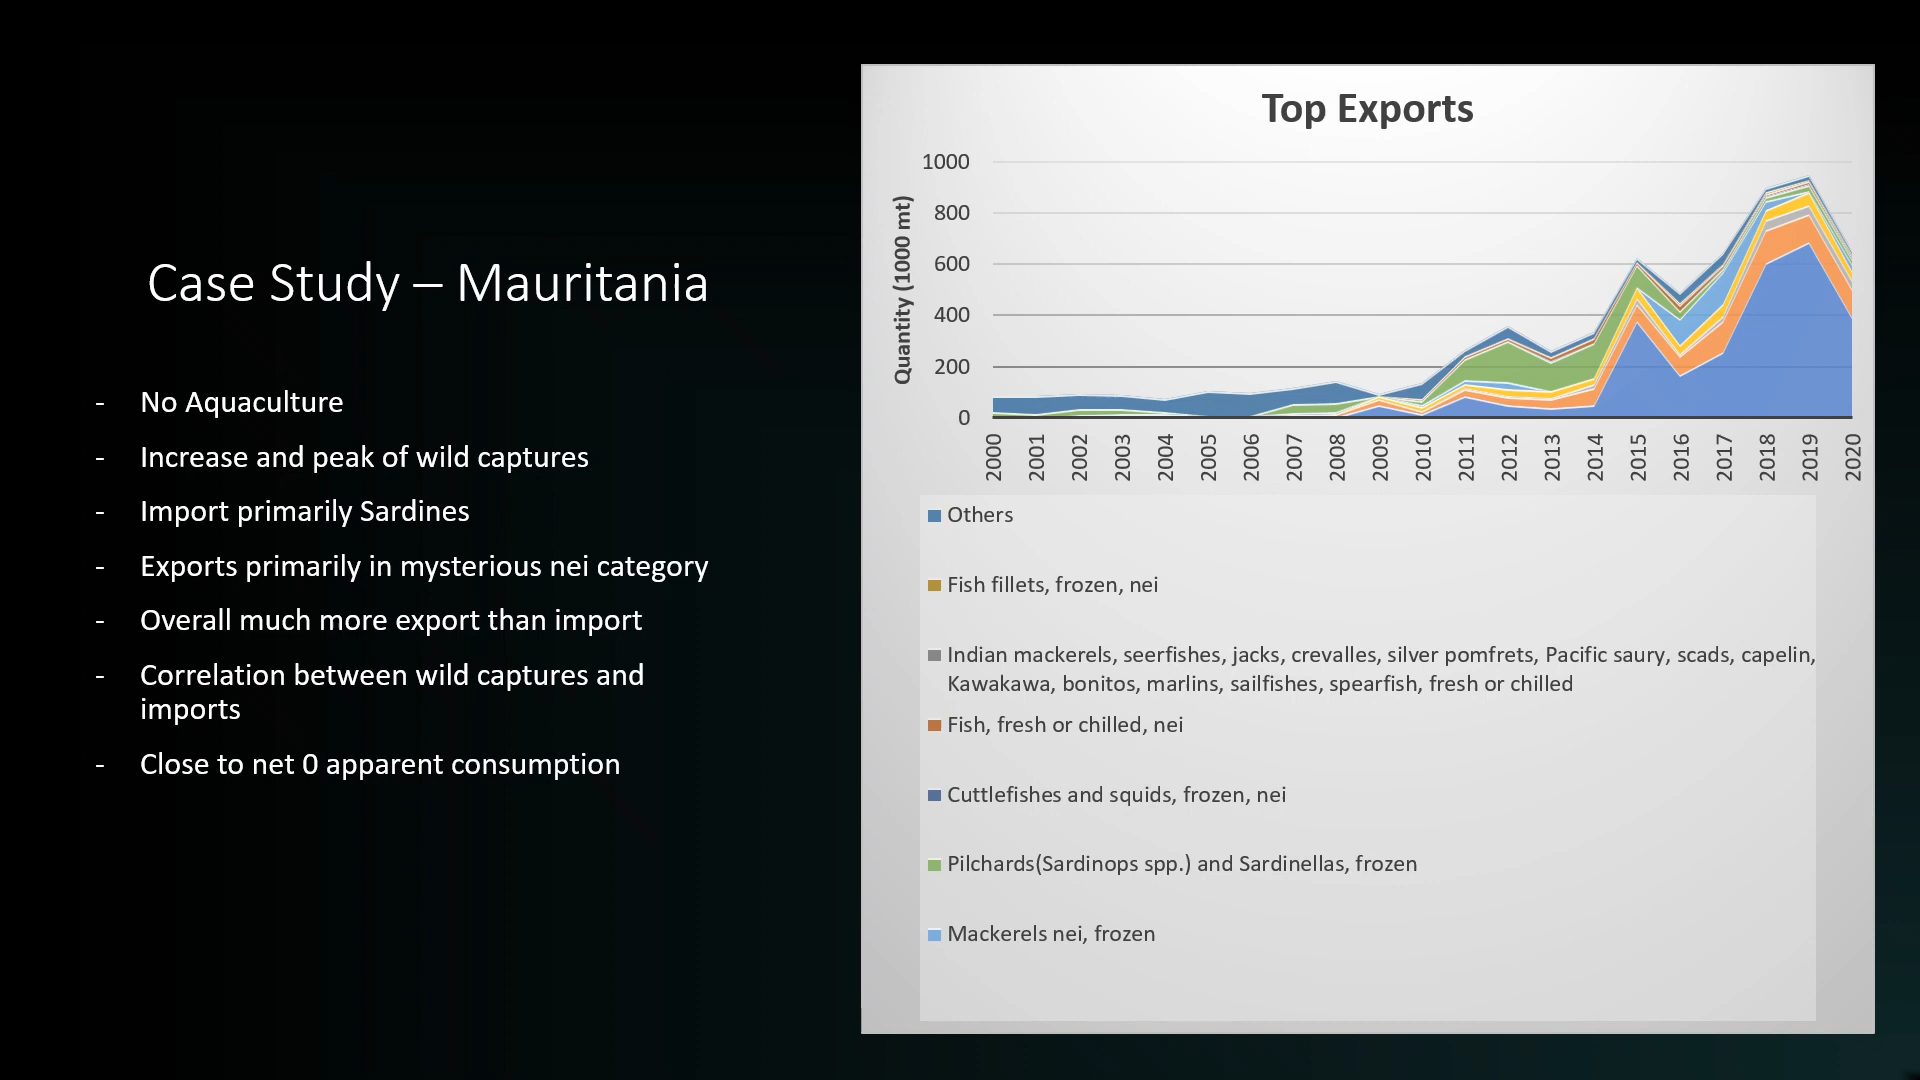 Case Study – Mauritania
- No Aquaculture
- Increase and peak of wild captures
- Import primarily Sardines
- Exports primarily in mysterious nei category
- Overall much more export than import
- Correlation between wild captures and
imports
- Close to net 0 apparent consumption
Top Exports
Quantity (1000 mt)
1000
800
600
400
200
0
2000 2001 2002 2003 2004 2005 2006 2007 2008 2009 2010 2011 2012 2013 2014 2015 2016 2017 2018 2019 2020
Others
Fish fillets, frozen, nei
Indian mackerels, seerfishes, jacks, crevalles, silver pomfrets, Pacific saury, scads, capelin,
Kawakawa, bonitos, marlins, sailfishes, spearfish, fresh or chilled
Fish, fresh or chilled, nei
Cuttlefishes and squids, frozen, nei
Pilchards(Sardinops spp.) and Sardinellas, frozen
Mackerels nei, frozen